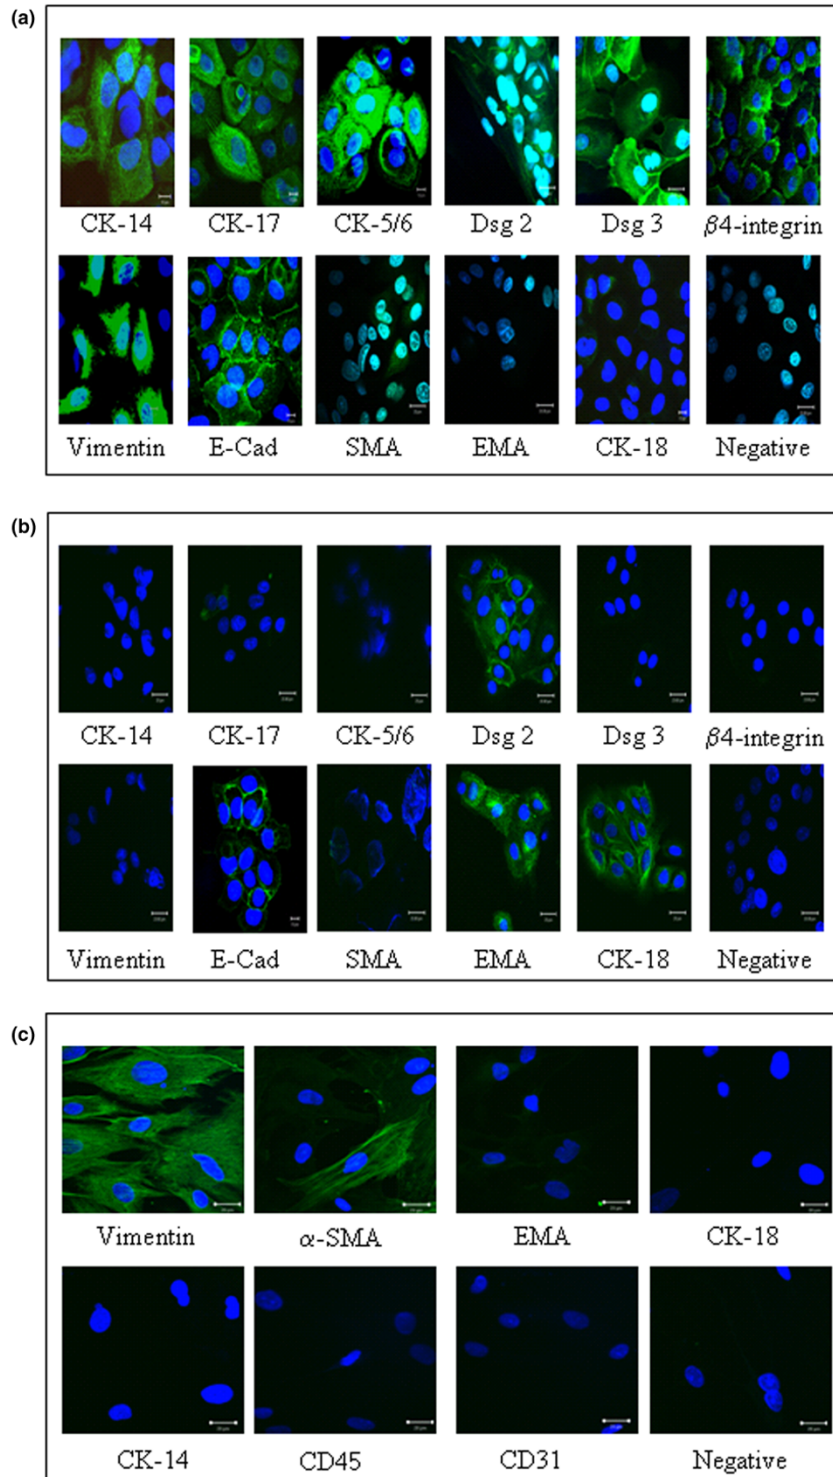 (a)
CK-14 CK-17 CK-5/6 Dsg 2 Dsg 3 β4-integrin
Vimentin E-Cad SMA EMA CK-18 Negative
(b)
CK-14 CK-17 CK-5/6 Dsg 2 Dsg 3 β4-integrin
Vimentin E-Cad SMA EMA CK-18 Negative
(c)
Vimentin α-SMA EMA CK-18
CK-14 CD45 CD31 Negative